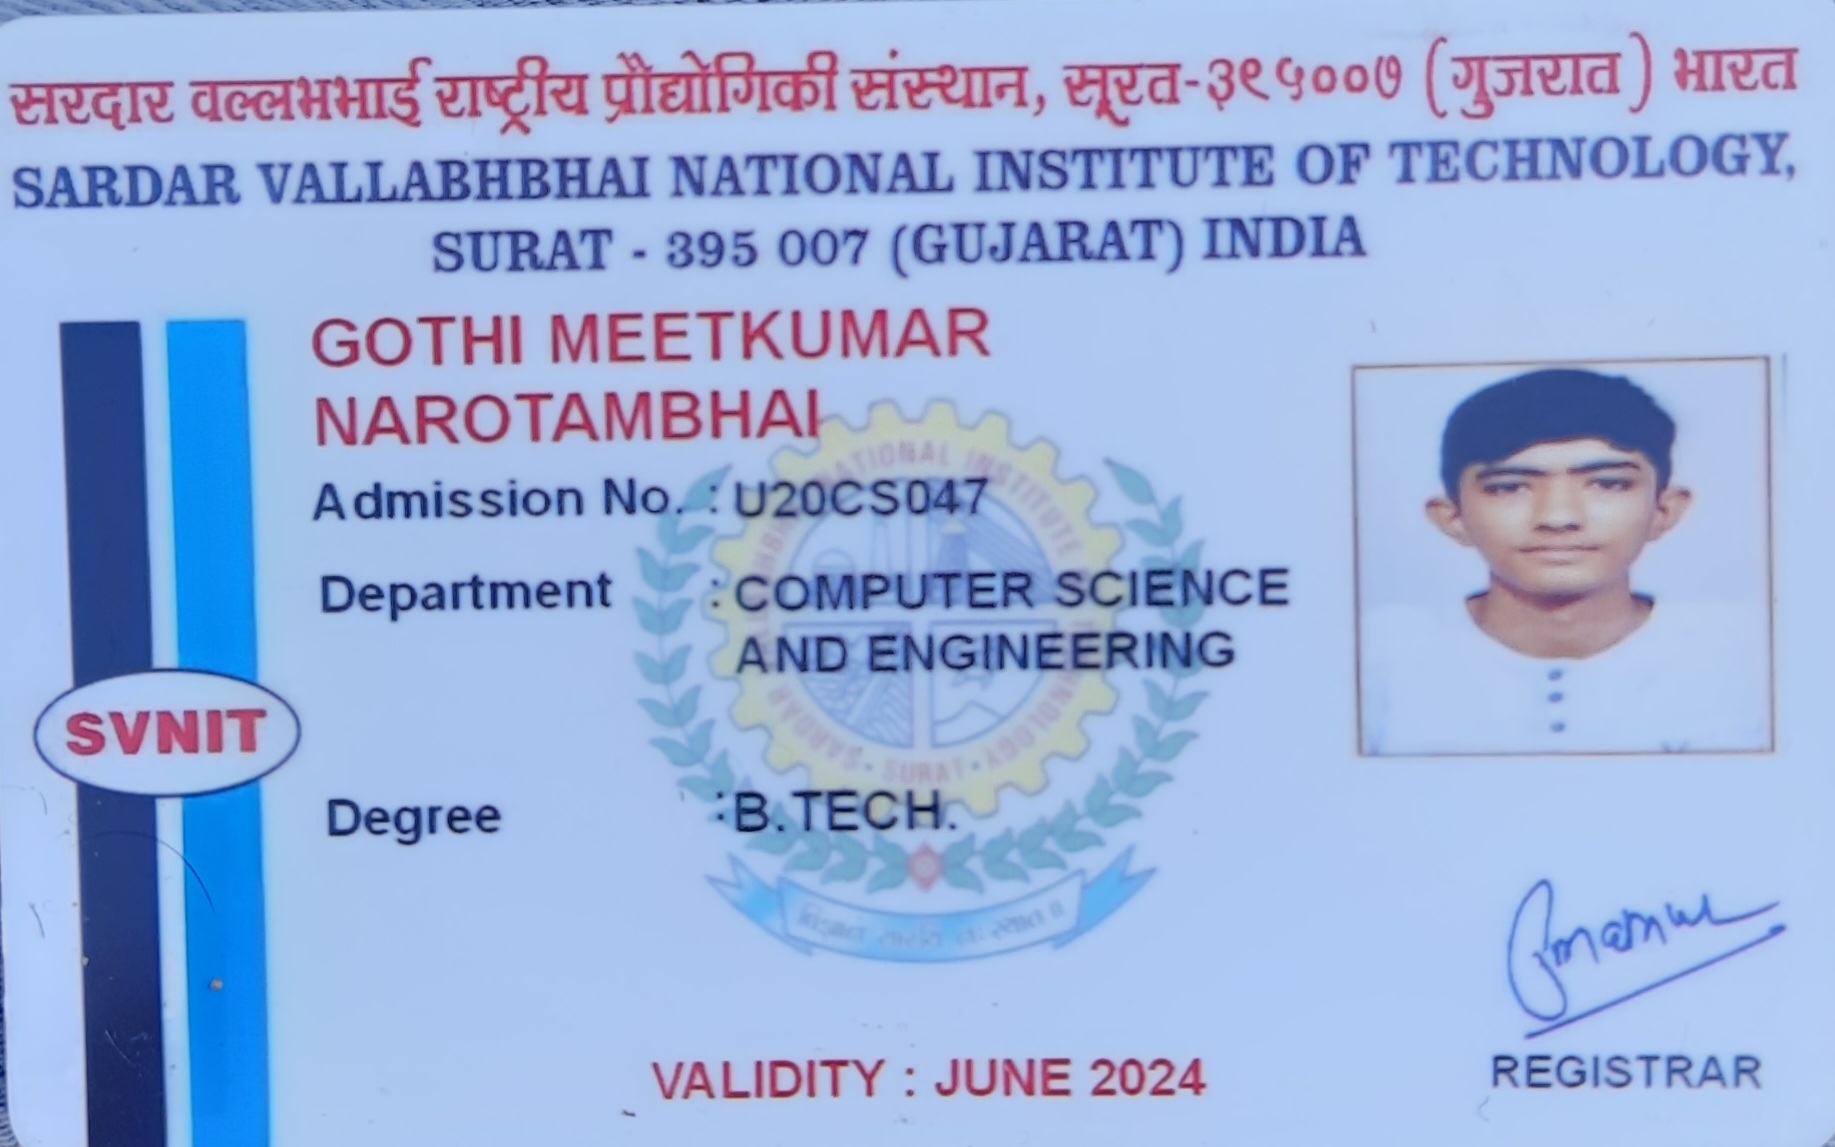 सरदार वल्लभभाई राष्ट्रीय प्रौद्योगिकी संस्थान, सूरत-३९५००७ (गुजरात) भारत
SARDAR VALLABHBHAI NATIONAL INSTITUTE OF TECHNOLOGY,
SURAT - 395 007 (GUJARAT) INDIA
GOTHI MEETKUMAR
NAROTAMBHAI
Admission No. : U20CS047
Department : COMPUTER SCIENCE
AND ENGINEERING
SVNIT
Degree : B.TECH.
VALIDITY : JUNE 2024
REGISTRAR